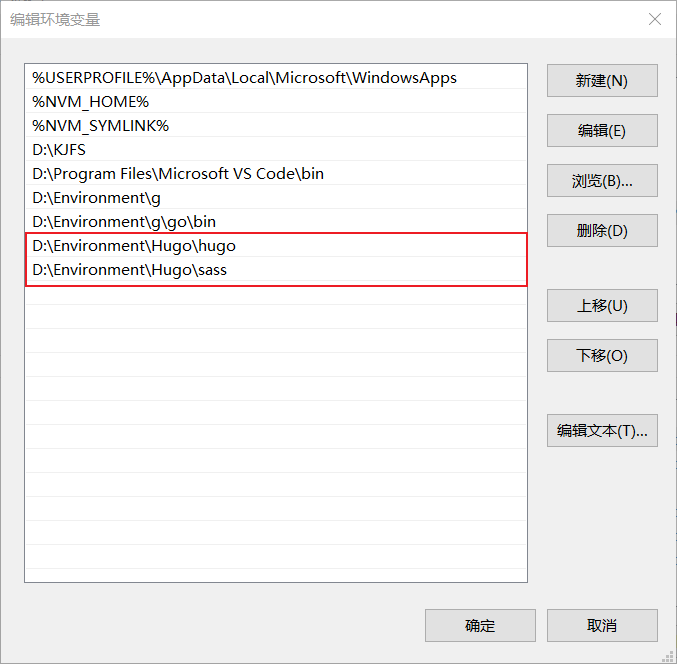 编辑环境变量
%USERPROFILE%\AppData\Local\Microsoft\WindowsApps
%NVM_HOME%
%NVM_SYMLINK%
D:\KJFS
D:\Program Files\Microsoft VS Code\bin
D:\Environment\g
D:\Environment\g\go\bin
D:\Environment\Hugo\hugo
D:\Environment\Hugo\sass
新建(N)
编辑(E)
浏览(B)...
删除(D)
上移(U)
下移(O)
编辑文本(T)...
确定
取消